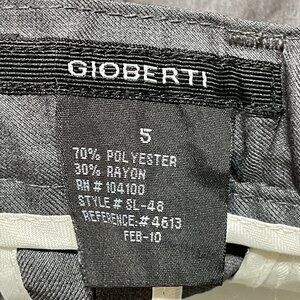 GIOBERTI
5
70% POLYESTER
30% RAYON
RN # 104100
STYLE # SL-48
REFERENCE: # 4613
FEB-10